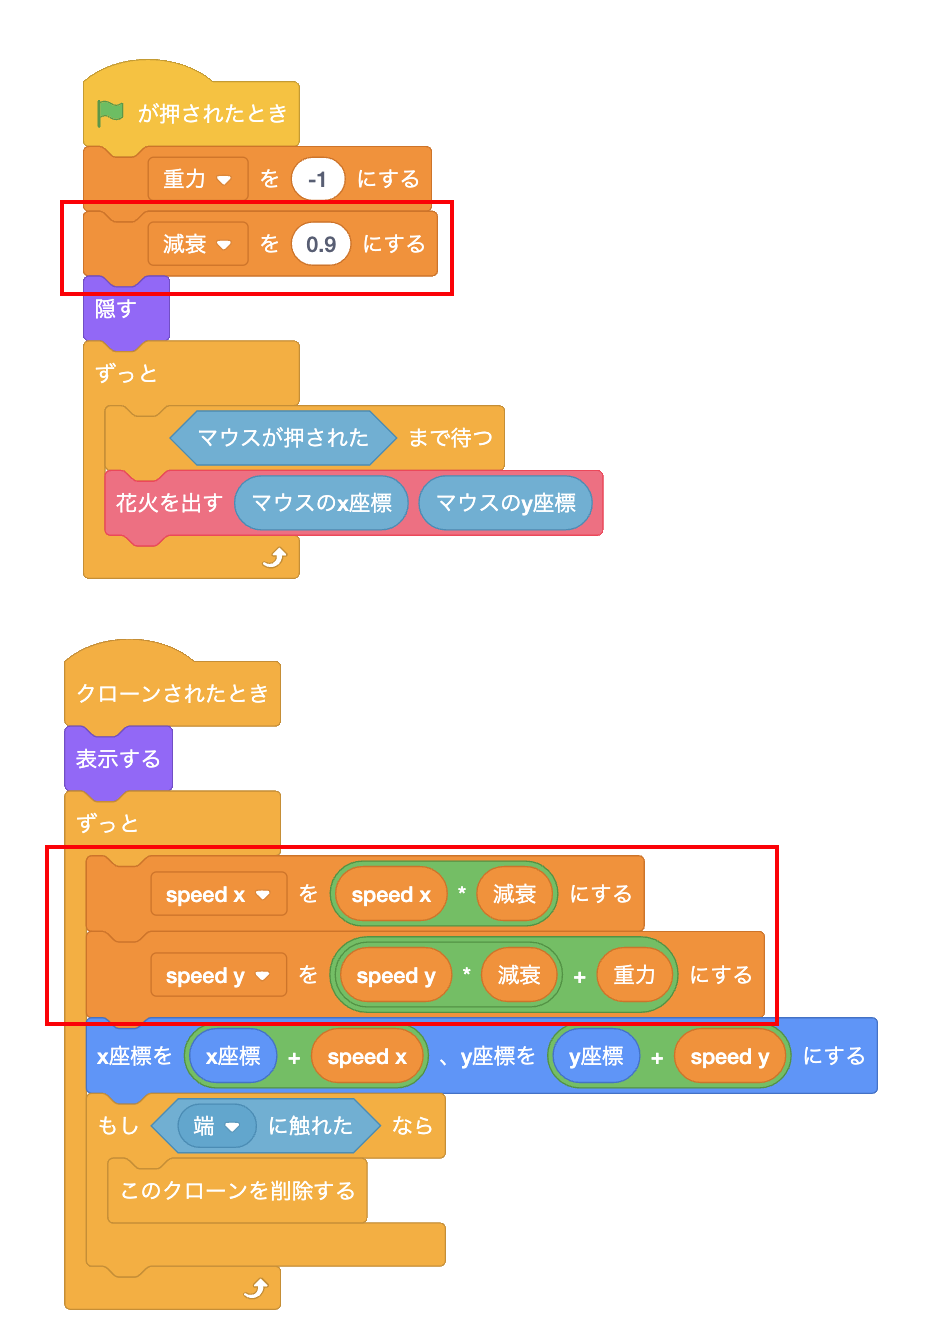 が押されたとき
重力 を -1 にする
減衰 を 0.9 にする
隠す
ずっと
マウスが押された まで待つ
花火を出す マウスのx座標 マウスのy座標
クローンされたとき
表示する
ずっと
speed x を speed x * 減衰 にする
speed y を speed y * 減衰 + 重力 にする
x座標を x座標 + speed x 、y座標を y座標 + speed y にする
もし 端 に触れた なら
このクローンを削除する